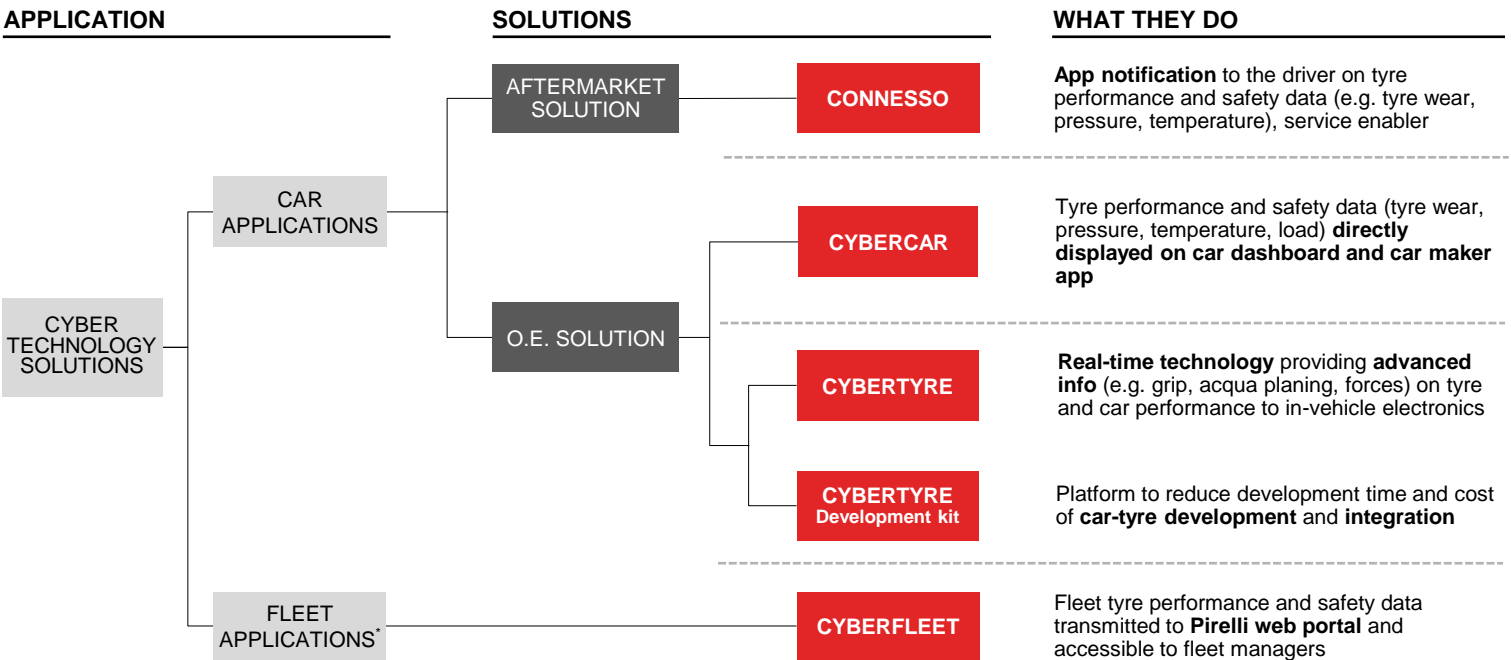 APPLICATION
SOLUTIONS
WHAT THEY DO
CYBER
TECHNOLOGY
SOLUTIONS
CAR
APPLICATIONS
AFTERMARKET
SOLUTION
CONNESSO
App notification to the driver on tyre
performance and safety data (e.g. tyre wear,
pressure, temperature), service enabler
O.E. SOLUTION
CYBERCAR
Tyre performance and safety data (tyre wear,
pressure, temperature, load) directly
displayed on car dashboard and car maker
app
CYBERTYRE
Real-time technology providing advanced
info (e.g. grip, acqua planing, forces) on tyre
and car performance to in-vehicle electronics
CYBERTYRE
Development kit
Platform to reduce development time and cost
of car-tyre development and integration
FLEET
APPLICATIONS*
CYBERFLEET
Fleet tyre performance and safety data
transmitted to Pirelli web portal and
accessible to fleet managers